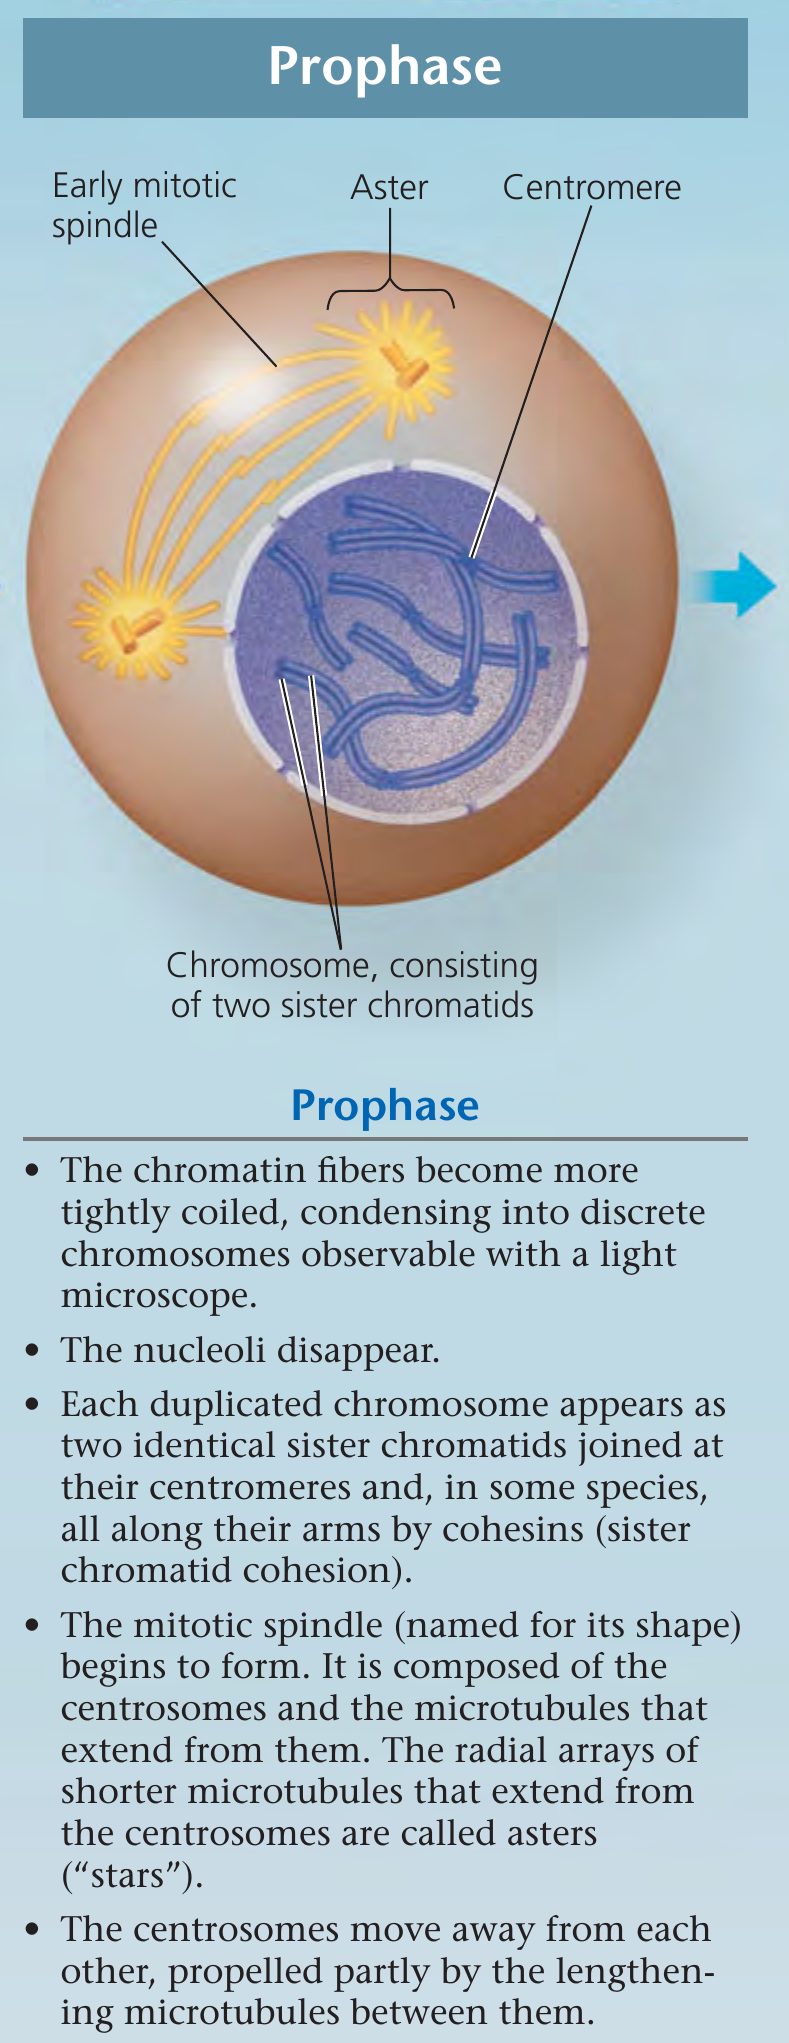 Prophase
Early mitotic
spindle
Aster
Centromere
Chromosome, consisting
of two sister chromatids
Prophase
• The chromatin fibers become more
tightly coiled, condensing into discrete
chromosomes observable with a light
microscope.
• The nucleoli disappear.
• Each duplicated chromosome appears as
two identical sister chromatids joined at
their centromeres and, in some species,
all along their arms by cohesins (sister
chromatid cohesion).
• The mitotic spindle (named for its shape)
begins to form. It is composed of the
centrosomes and the microtubules that
extend from them. The radial arrays of
shorter microtubules that extend from
the centrosomes are called asters
(“stars”).
• The centrosomes move away from each
other, propelled partly by the lengthen-
ing microtubules between them.